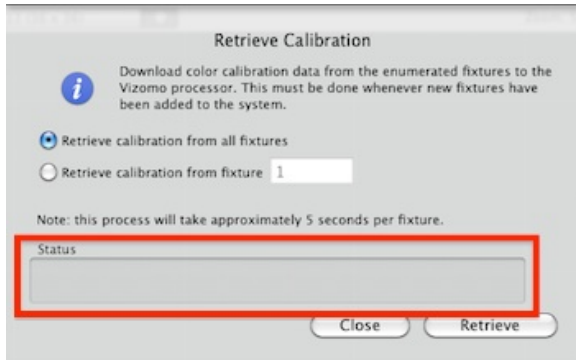 Retrieve Calibration
Download color calibration data from the enumerated fixtures to the
Vizomo processor. This must be done whenever new fixtures have
been added to the system.
Retrieve calibration from all fixtures
Retrieve calibration from fixture 1
Note: this process will take approximately 5 seconds per fixture.
Status
Close Retrieve